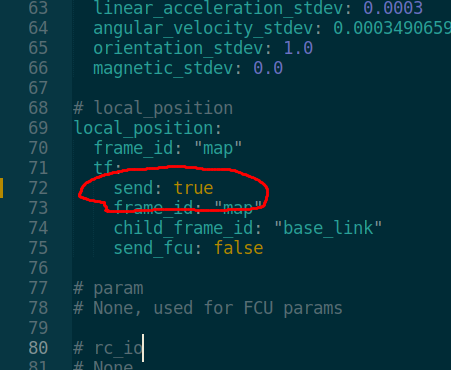 63 linear_acceleration_stdev: 0.0003
64 angular_velocity_stdev: 0.0003490659
65 orientation_stdev: 1.0
66 magnetic_stdev: 0.0
67
68 # local_position
69 local_position:
70 frame_id: "map"
71 tf:
72 send: true
73 frame_id: "map"
74 child_frame_id: "base_link"
75 send_fcu: false
76
77 # param
78 # None, used for FCU params
79
80 # rc_io
81 # None